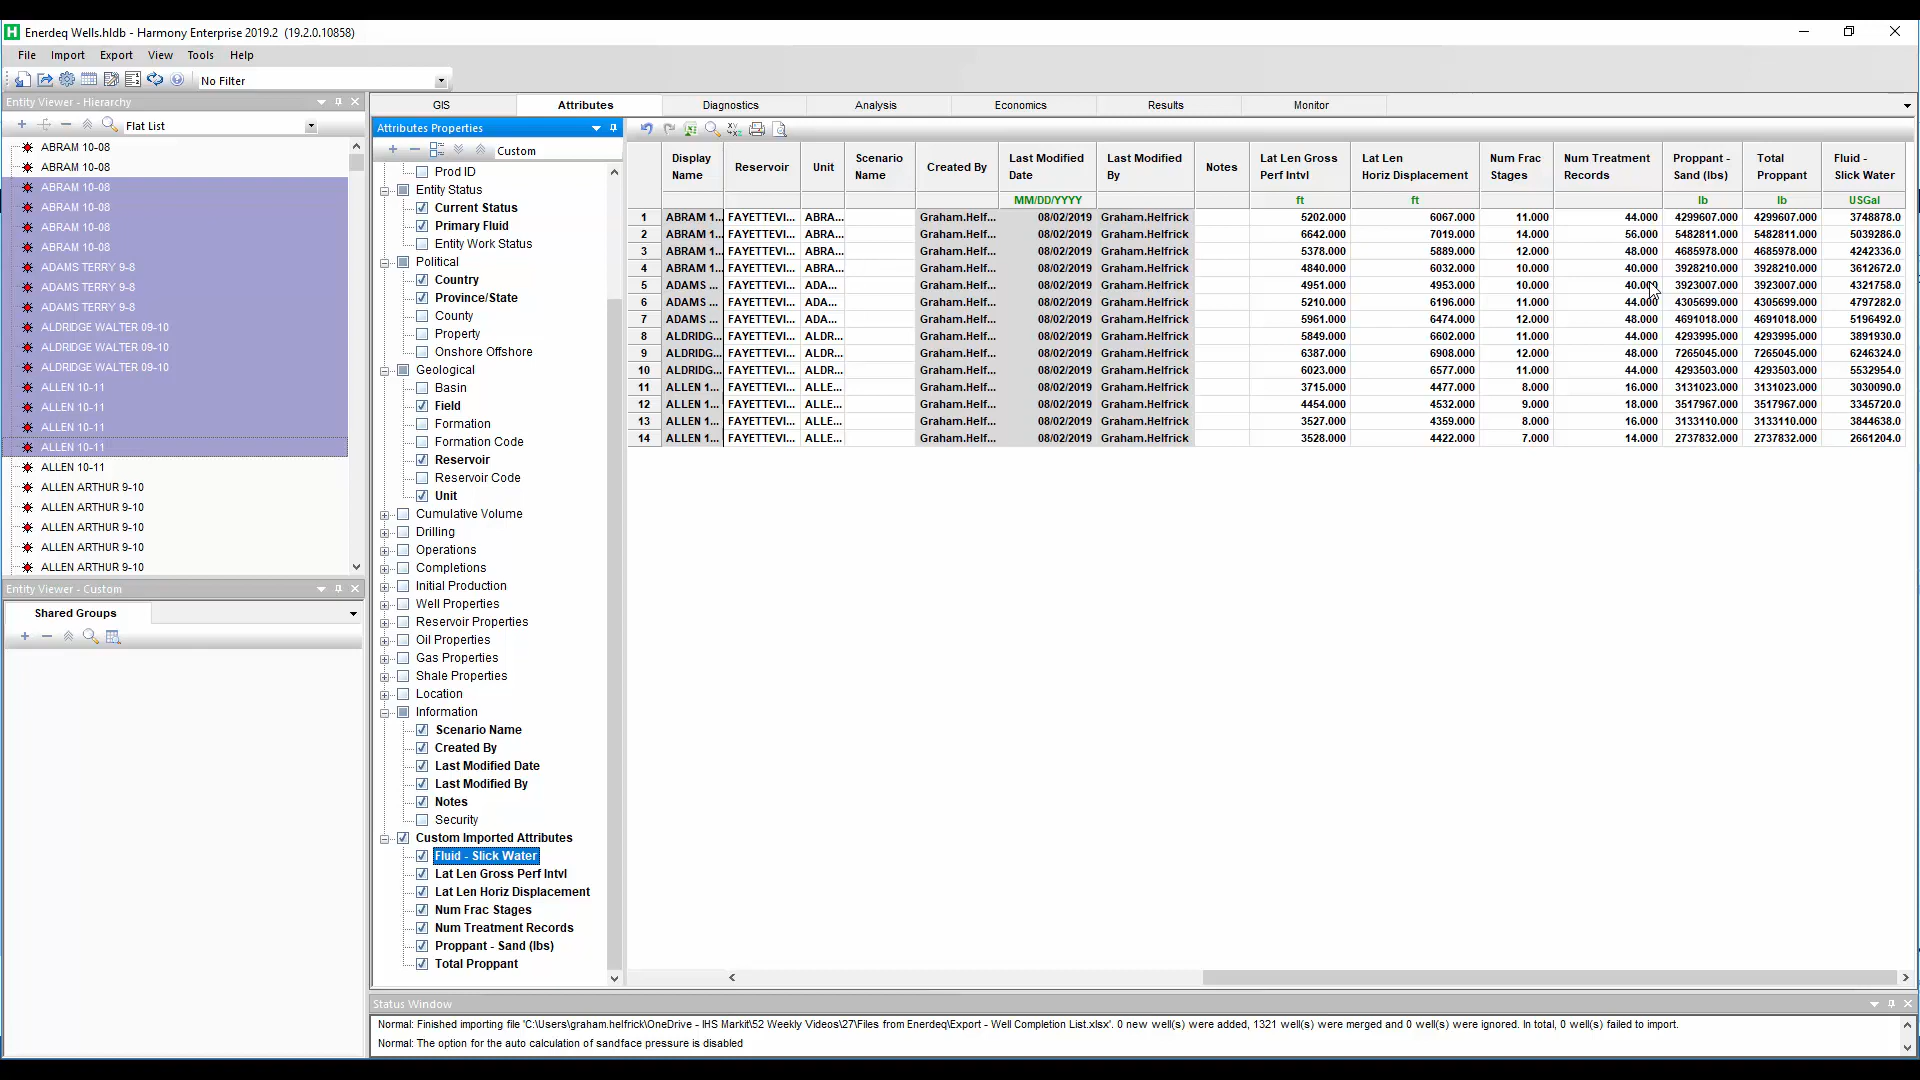 Enerdeq Wells.hldb - Harmony Enterprise 2019.2 (19.2.0.10858)
File Import Export View Tools Help
No Filter
Entity Viewer - Hierarchy
Flat List
ABRAM 10-08
ABRAM 10-08
ABRAM 10-08
ABRAM 10-08
ABRAM 10-08
ABRAM 10-08
ADAMS TERRY 9-8
ADAMS TERRY 9-8
ADAMS TERRY 9-8
ALDRIDGE WALTER 09-10
ALDRIDGE WALTER 09-10
ALDRIDGE WALTER 09-10
ALLEN 10-11
ALLEN 10-11
ALLEN 10-11
ALLEN 10-11
ALLEN 10-11
ALLEN ARTHUR 9-10
ALLEN ARTHUR 9-10
ALLEN ARTHUR 9-10
ALLEN ARTHUR 9-10
ALLEN ARTHUR 9-10
Entity Viewer - Custom
Shared Groups
GIS Attributes Diagnostics Analysis Economics Results Monitor
Attributes Properties
Custom
Prod ID
Entity Status
Current Status
Primary Fluid
Entity Work Status
Political
Country
Province/State
County
Property
Onshore Offshore
Geological
Basin
Field
Formation
Formation Code
Reservoir
Reservoir Code
Unit
Cumulative Volume
Drilling
Operations
Completions
Initial Production
Well Properties
Reservoir Properties
Oil Properties
Gas Properties
Shale Properties
Location
Information
Scenario Name
Created By
Last Modified Date
Last Modified By
Notes
Security
Custom Imported Attributes
Fluid - Slick Water
Lat Len Gross Perf Intvl
Lat Len Horiz Displacement
Num Frac Stages
Num Treatment Records
Proppant - Sand (lbs)
Total Proppant
Display Name Reservoir Unit Scenario Name Created By Last Modified Date Last Modified By Notes Lat Len Gross Perf Intvl Lat Len Horiz Displacement Num Frac Stages Num Treatment Records Proppant - Sand (lbs) Total Proppant Fluid - Slick Water
MM/DD/YYYY ft ft lb lb USGal
1 ABRAM 1... FAYETTEVI... ABRA... Graham.Helf... 08/02/2019 Graham.Helfrick 5202.000 6067.000 11.000 44.000 4299607.000 4299607.000 3748878.0
2 ABRAM 1... FAYETTEVI... ABRA... Graham.Helf... 08/02/2019 Graham.Helfrick 6642.000 7019.000 14.000 56.000 5482811.000 5482811.000 5039286.0
3 ABRAM 1... FAYETTEVI... ABRA... Graham.Helf... 08/02/2019 Graham.Helfrick 5378.000 5889.000 12.000 48.000 4685978.000 4685978.000 4242336.0
4 ABRAM 1... FAYETTEVI... ABRA... Graham.Helf... 08/02/2019 Graham.Helfrick 4840.000 6032.000 10.000 40.000 3928210.000 3928210.000 3612672.0
5 ADAMS ... FAYETTEVI... ADA... Graham.Helf... 08/02/2019 Graham.Helfrick 4951.000 4953.000 10.000 40.000 3923007.000 3923007.000 4321758.0
6 ADAMS ... FAYETTEVI... ADA... Graham.Helf... 08/02/2019 Graham.Helfrick 5210.000 6196.000 11.000 44.000 4305699.000 4305699.000 4797282.0
7 ADAMS ... FAYETTEVI... ADA... Graham.Helf... 08/02/2019 Graham.Helfrick 5961.000 6474.000 12.000 48.000 4691018.000 4691018.000 5196492.0
8 ALDRIDG... FAYETTEVI... ALDR... Graham.Helf... 08/02/2019 Graham.Helfrick 5849.000 6602.000 11.000 44.000 4293995.000 4293995.000 3891930.0
9 ALDRIDG... FAYETTEVI... ALDR... Graham.Helf... 08/02/2019 Graham.Helfrick 6387.000 6908.000 12.000 48.000 7265045.000 7265045.000 6246324.0
10 ALDRIDG... FAYETTEVI... ALDR... Graham.Helf... 08/02/2019 Graham.Helfrick 6023.000 6577.000 11.000 44.000 4293503.000 4293503.000 5532954.0
11 ALLEN 1... FAYETTEVI... ALLE... Graham.Helf... 08/02/2019 Graham.Helfrick 3715.000 4477.000 8.000 16.000 3131023.000 3131023.000 3030090.0
12 ALLEN 1... FAYETTEVI... ALLE... Graham.Helf... 08/02/2019 Graham.Helfrick 4454.000 4532.000 9.000 18.000 3517967.000 3517967.000 3345720.0
13 ALLEN 1... FAYETTEVI... ALLE... Graham.Helf... 08/02/2019 Graham.Helfrick 3527.000 4359.000 8.000 16.000 3133110.000 3133110.000 3844638.0
14 ALLEN 1... FAYETTEVI... ALLE... Graham.Helf... 08/02/2019 Graham.Helfrick 3528.000 4422.000 7.000 14.000 2737832.000 2737832.000 2661204.0
Status Window
Normal: Finished importing file 'C:\Users\graham.helfrick\OneDrive - IHS Markit\52 Weekly Videos\27\Files from Enerdeq\Export - Well Completion List.xlsx'. 0 new well(s) were added, 1321 well(s) were merged and 0 well(s) were ignored. In total, 0 well(s) failed to import.
Normal: The option for the auto calculation of sandface pressure is disabled